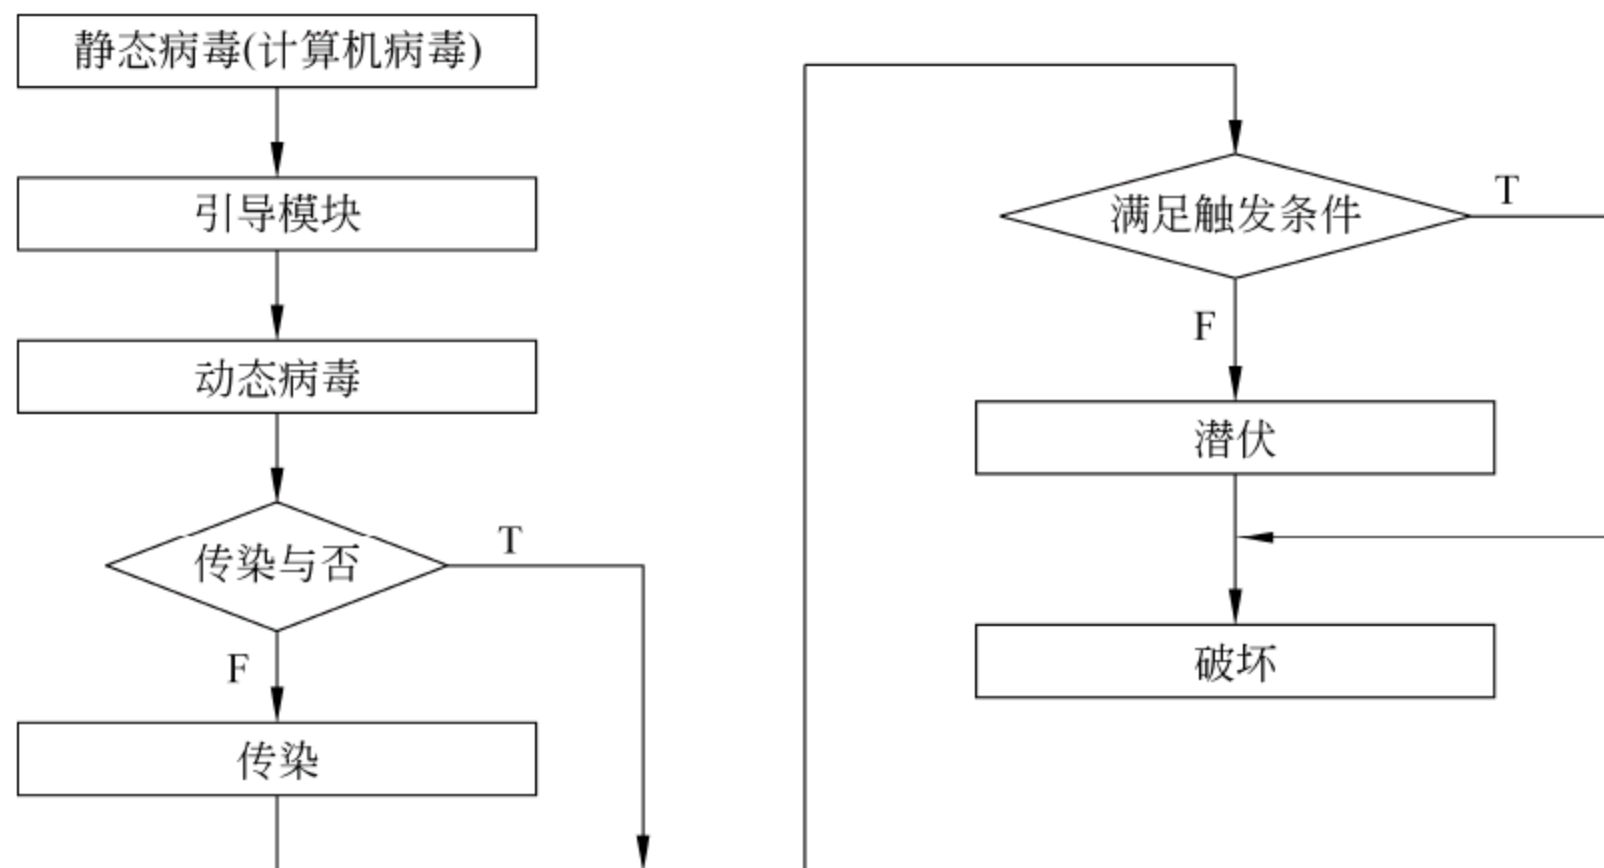 静态病毒(计算机病毒)
引导模块
动态病毒
传染与否
T
F
传染
满足触发条件
T
F
潜伏
破坏